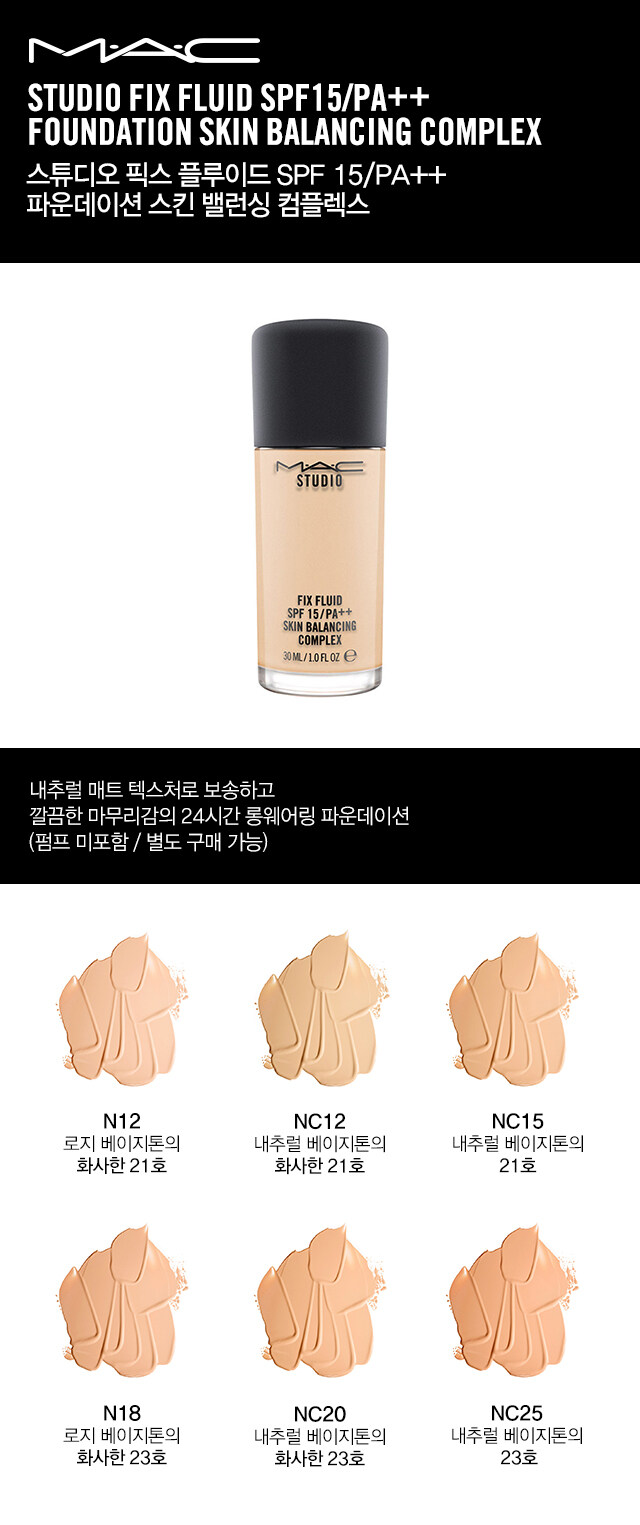 M·A·C
STUDIO FIX FLUID SPF15/PA++
FOUNDATION SKIN BALANCING COMPLEX
스튜디오 픽스 플루이드 SPF 15/PA++
파운데이션 스킨 밸런싱 컴플렉스
M·A·C
STUDIO
FIX FLUID
SPF 15/PA++
SKIN BALANCING
COMPLEX
30 ML/1.0 FL OZ ℮
내추럴 매트 텍스처로 보송하고
깔끔한 마무리감의 24시간 롱웨어링 파운데이션
(펌프 미포함 / 별도 구매 가능)
N12
로지 베이지톤의
화사한 21호
NC12
내추럴 베이지톤의
화사한 21호
NC15
내추럴 베이지톤의
21호
N18
로지 베이지톤의
화사한 23호
NC20
내추럴 베이지톤의
화사한 23호
NC25
내추럴 베이지톤의
23호